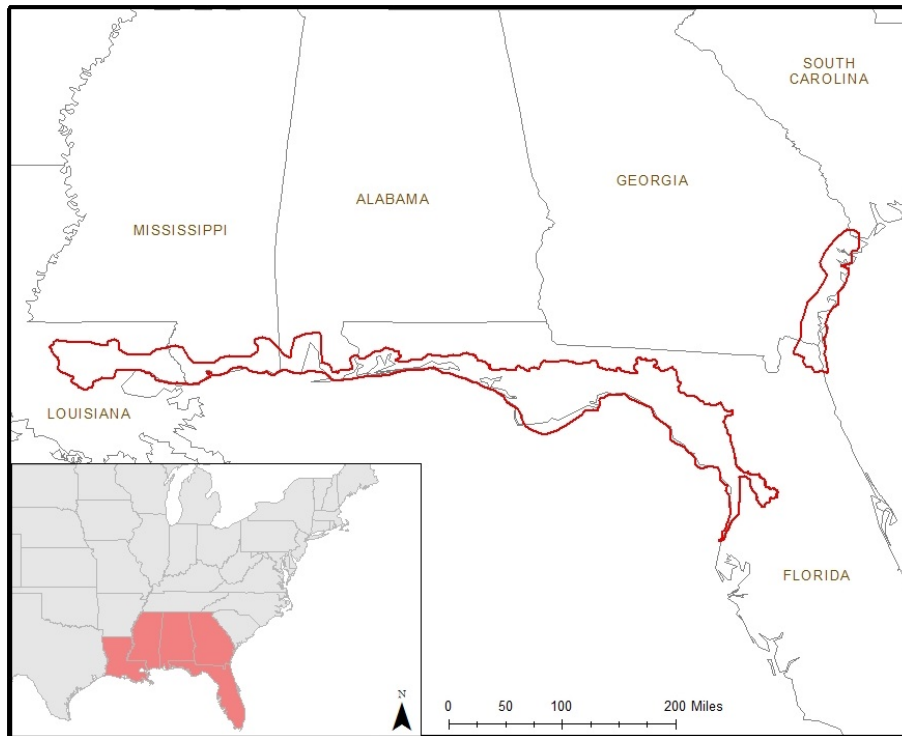 SOUTH
CAROLINA
GEORGIA
ALABAMA
MISSISSIPPI
LOUISIANA
FLORIDA
N
0 50 100 200 Miles